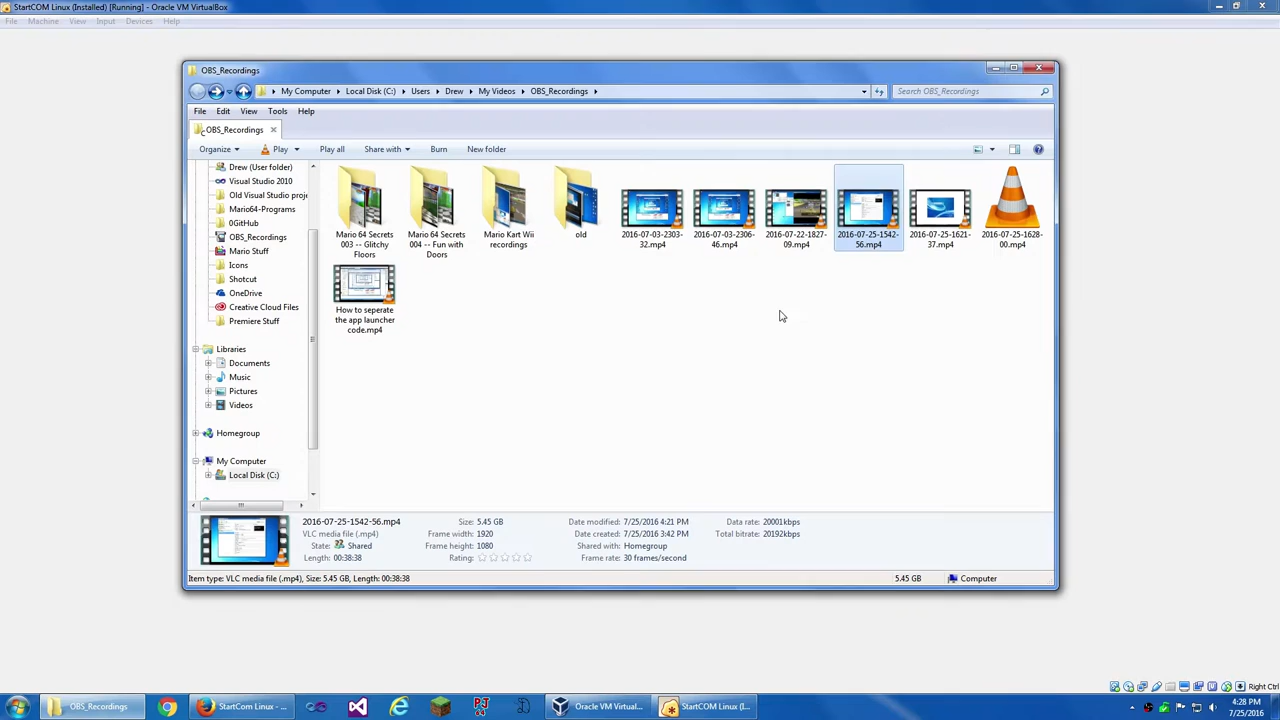 StartCOM Linux (Installed) [Running] - Oracle VM VirtualBox
File Machine View Input Devices Help
OBS_Recordings
My Computer Local Disk (C:) Users Drew My Videos OBS_Recordings
Search OBS_Recordings
File Edit View Tools Help
OBS_Recordings
Organize Play Play all Share with Burn New folder
Drew (User folder)
Visual Studio 2010
Old Visual Studio proje
Mario64-Programs
0GitHub
OBS_Recordings
Mario Stuff
Icons
Shotcut
OneDrive
Creative Cloud Files
Premiere Stuff
Libraries
Documents
Music
Pictures
Videos
Homegroup
My Computer
Local Disk (C:)
Mario 64 Secrets
003 -- Glitchy
Floors
Mario 64 Secrets
004 -- Fun with
Doors
Mario Kart Wii
recordings
old
2016-07-03-2303-
32.mp4
2016-07-03-2306-
46.mp4
2016-07-22-1827-
09.mp4
2016-07-25-1542-
56.mp4
2016-07-25-1621-
37.mp4
2016-07-25-1628-
00.mp4
How to seperate
the app launcher
code.mp4
2016-07-25-1542-56.mp4 Size: 5.45 GB Date modified: 7/25/2016 4:21 PM Data rate: 20001kbps
VLC media file (.mp4) Frame width: 1920 Date created: 7/25/2016 3:42 PM Total bitrate: 20192kbps
State: Shared Frame height: 1080 Shared with: Homegroup
Length: 00:38:38 Rating: Frame rate: 30 frames/second
Item type: VLC media file (.mp4), Size: 5.45 GB, Length: 00:38:38 5.45 GB Computer
Right Ctrl
OBS_Recordings StartCom Linux - ... Oracle VM Virtual... StartCOM Linux (I... 4:28 PM
7/25/2016